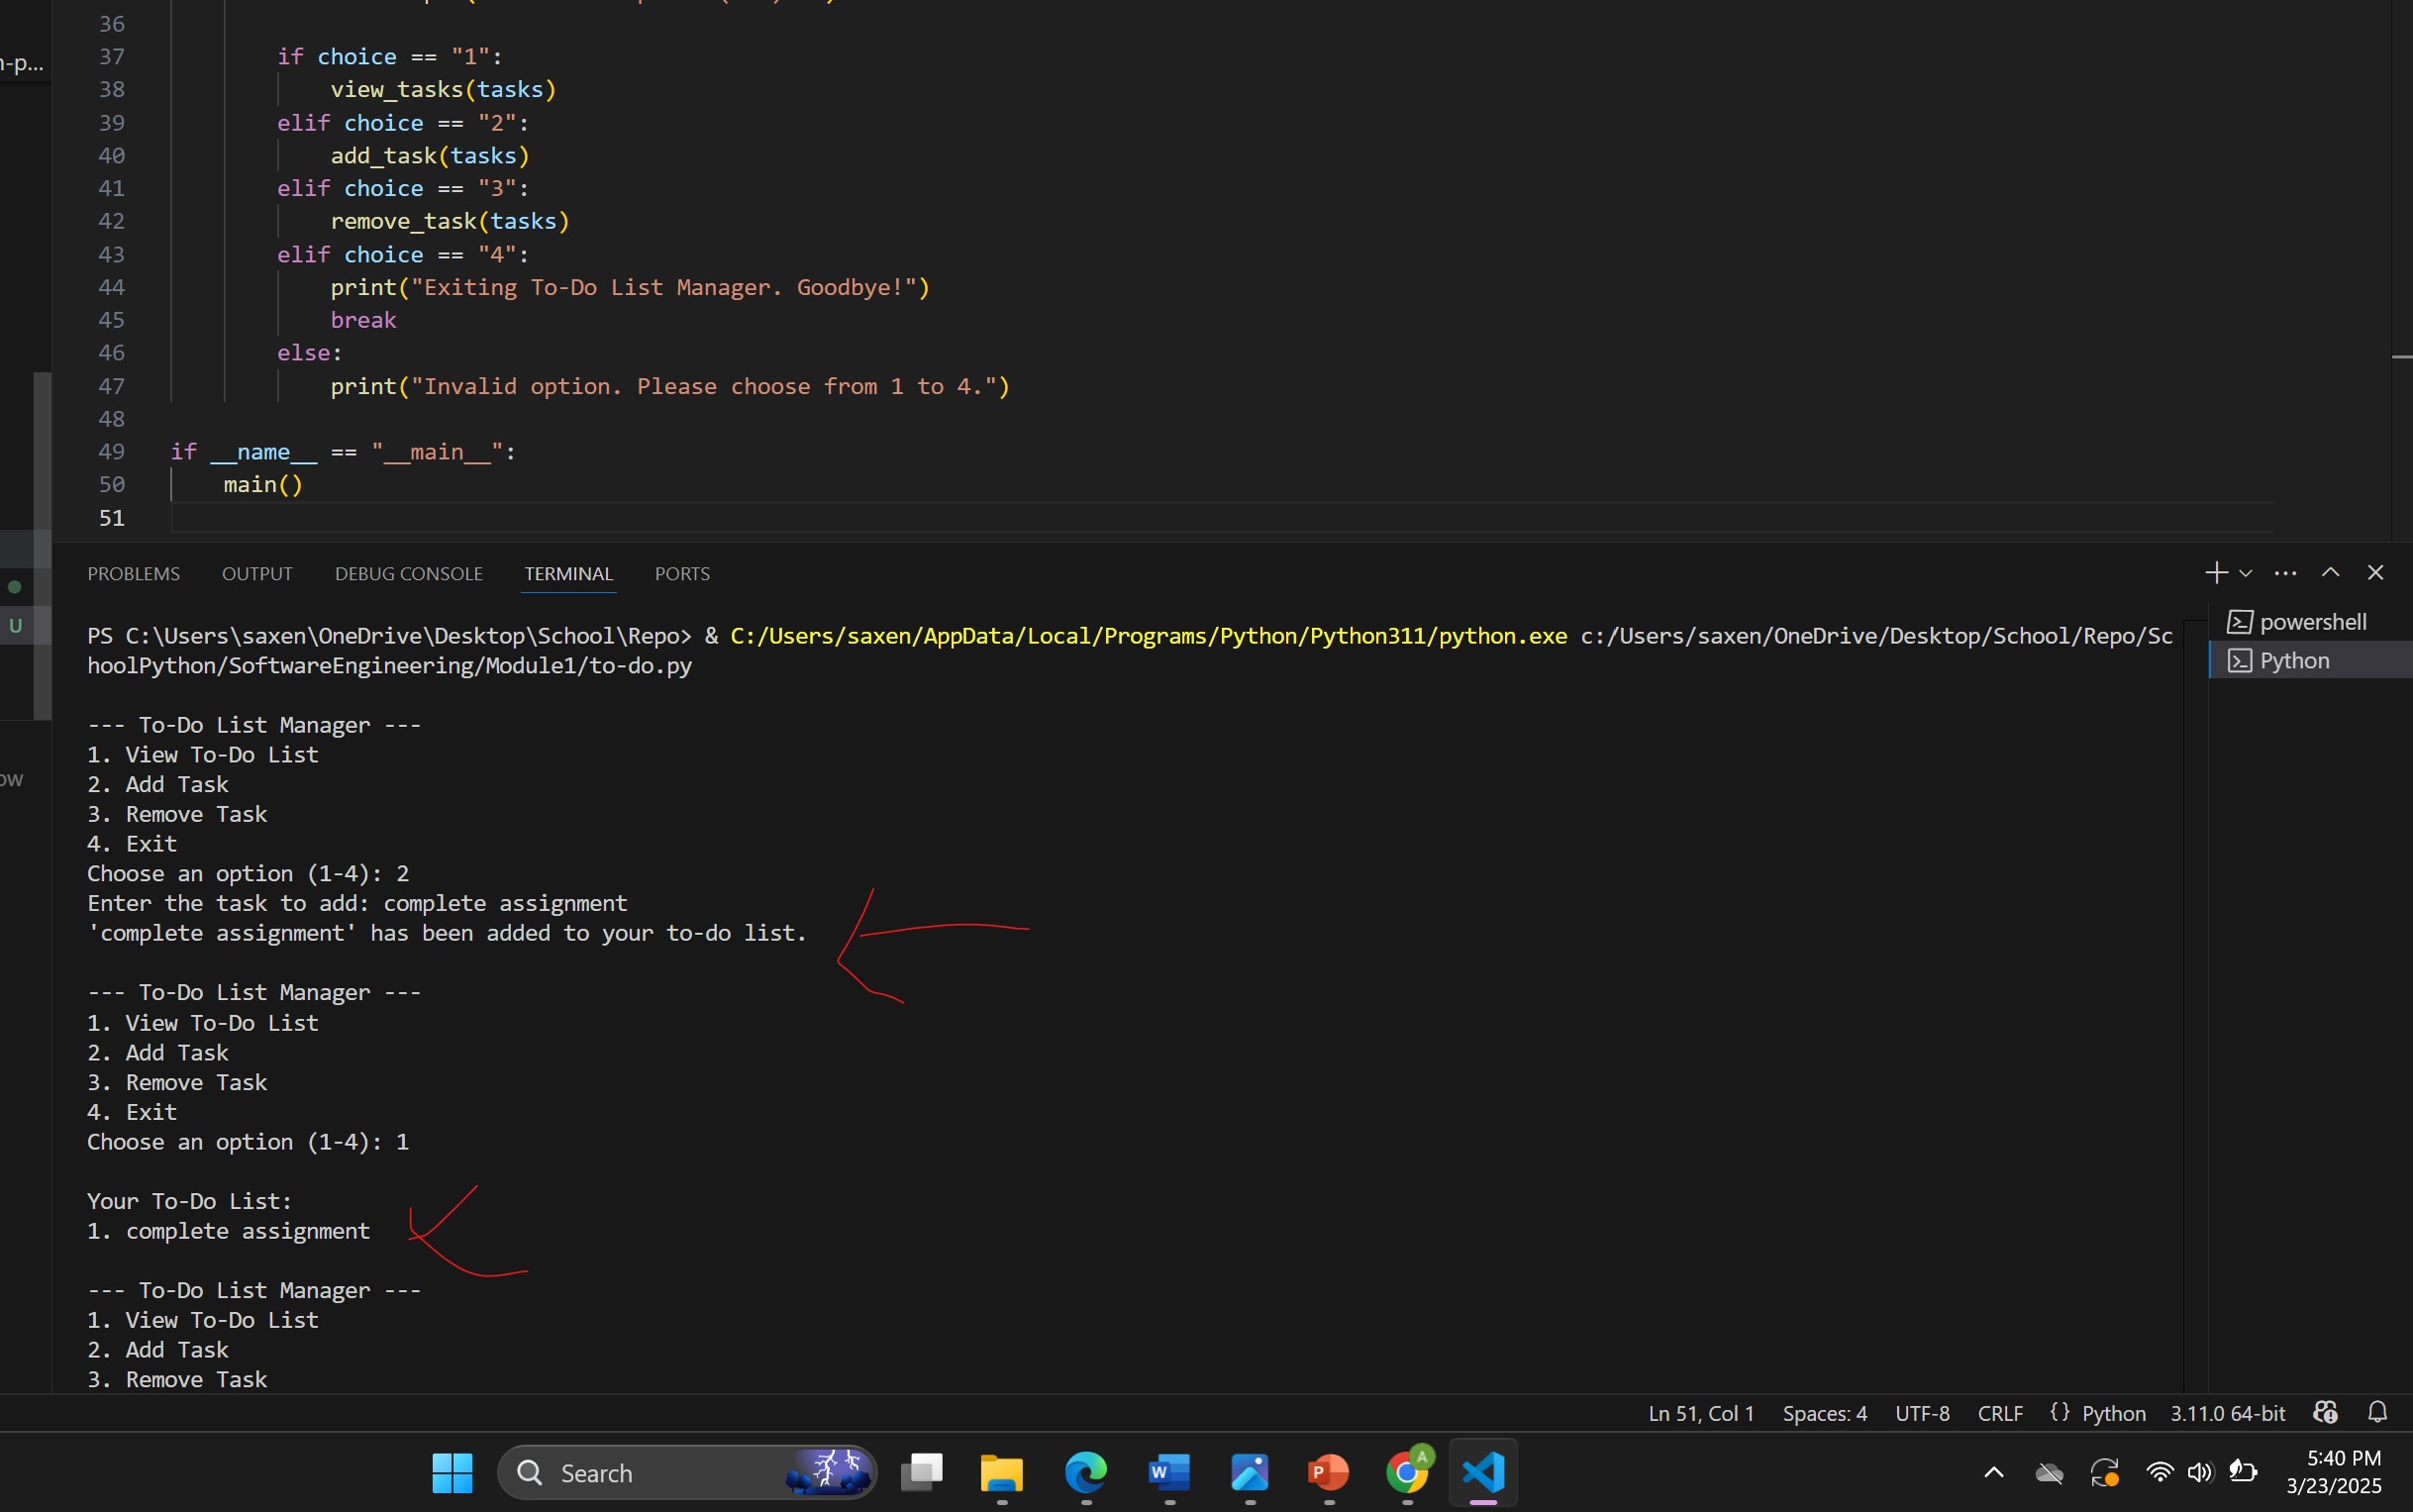 36
n-p...
37 if choice == "1":
38 view_tasks(tasks)
39 elif choice == "2":
40 add_task(tasks)
41 elif choice == "3":
42 remove_task(tasks)
43 elif choice == "4":
44 print("Exiting To-Do List Manager. Goodbye!")
45 break
46 else:
47 print("Invalid option. Please choose from 1 to 4.")
48
49 if __name__ == "__main__":
50 main()
51
PROBLEMS OUTPUT DEBUG CONSOLE TERMINAL PORTS
U
powershell
Python
PS C:\Users\saxen\OneDrive\Desktop\School\Repo> & C:/Users/saxen/AppData/Local/Programs/Python/Python311/python.exe c:/Users/saxen/OneDrive/Desktop/School/Repo/Sc
hoolPython/SoftwareEngineering/Module1/to-do.py
--- To-Do List Manager ---
1. View To-Do List
2. Add Task
3. Remove Task
4. Exit
Choose an option (1-4): 2
Enter the task to add: complete assignment
'complete assignment' has been added to your to-do list.
--- To-Do List Manager ---
1. View To-Do List
2. Add Task
3. Remove Task
4. Exit
Choose an option (1-4): 1
Your To-Do List:
1. complete assignment
--- To-Do List Manager ---
1. View To-Do List
2. Add Task
3. Remove Task
Ln 51, Col 1 Spaces: 4 UTF-8 CRLF {} Python 3.11.0 64-bit
Search
W
P
A
5:40 PM
3/23/2025